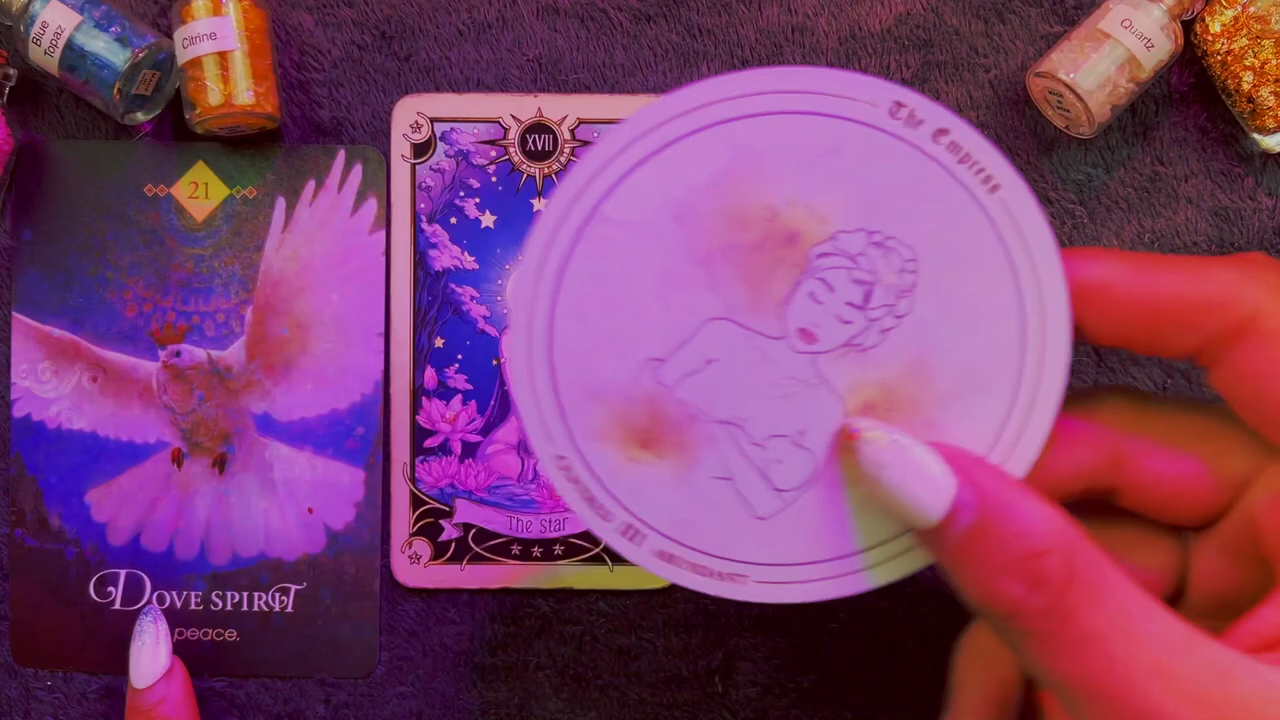 Blue
Topaz
Citrine
Quartz
21
XVII
The Empress
The Star
DOVE SPIRIT
peace.